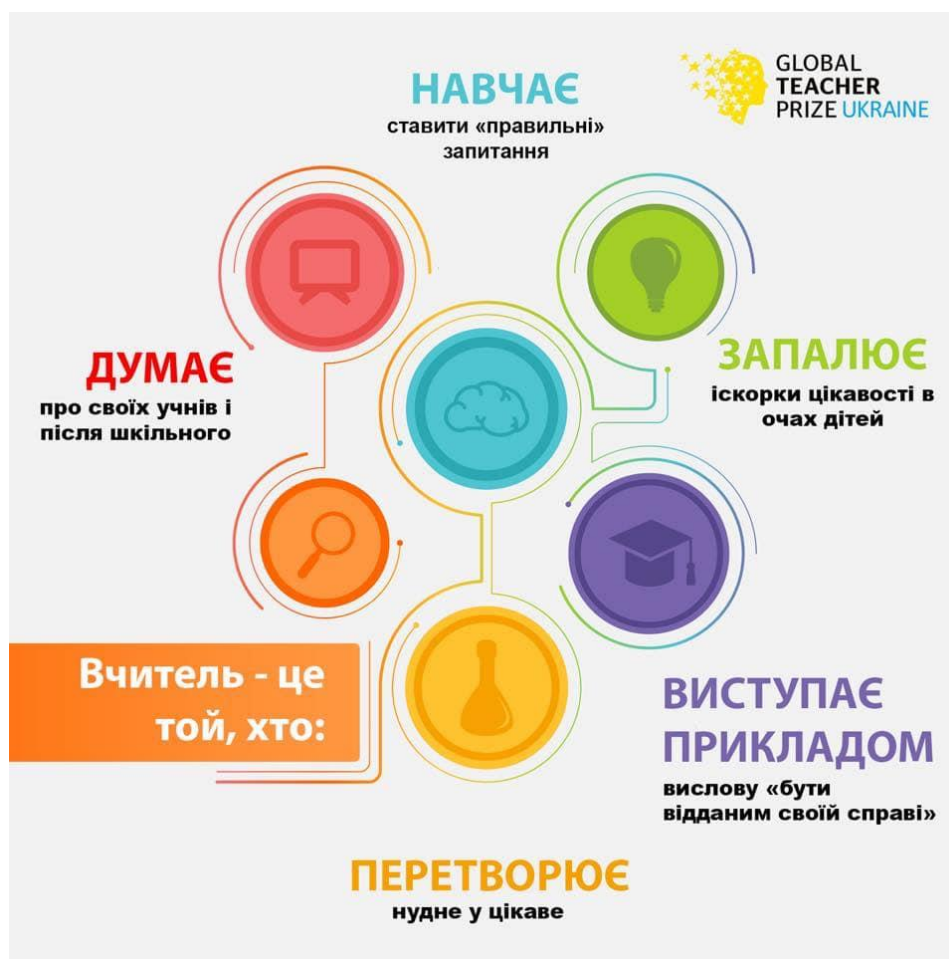 GLOBAL
TEACHER
PRIZE UKRAINE
НАВЧАЄ
ставити «правильні»
запитання
ДУМАЄ
про своїх учнів і
після шкільного
ЗАПАЛЮЄ
іскорки цікавості в
очах дітей
Вчитель - це
той, хто:
ВИСТУПАЄ
ПРИКЛАДОМ
вислову «бути
відданим своїй справі»
ПЕРЕТВОРЮЄ
нудне у цікаве